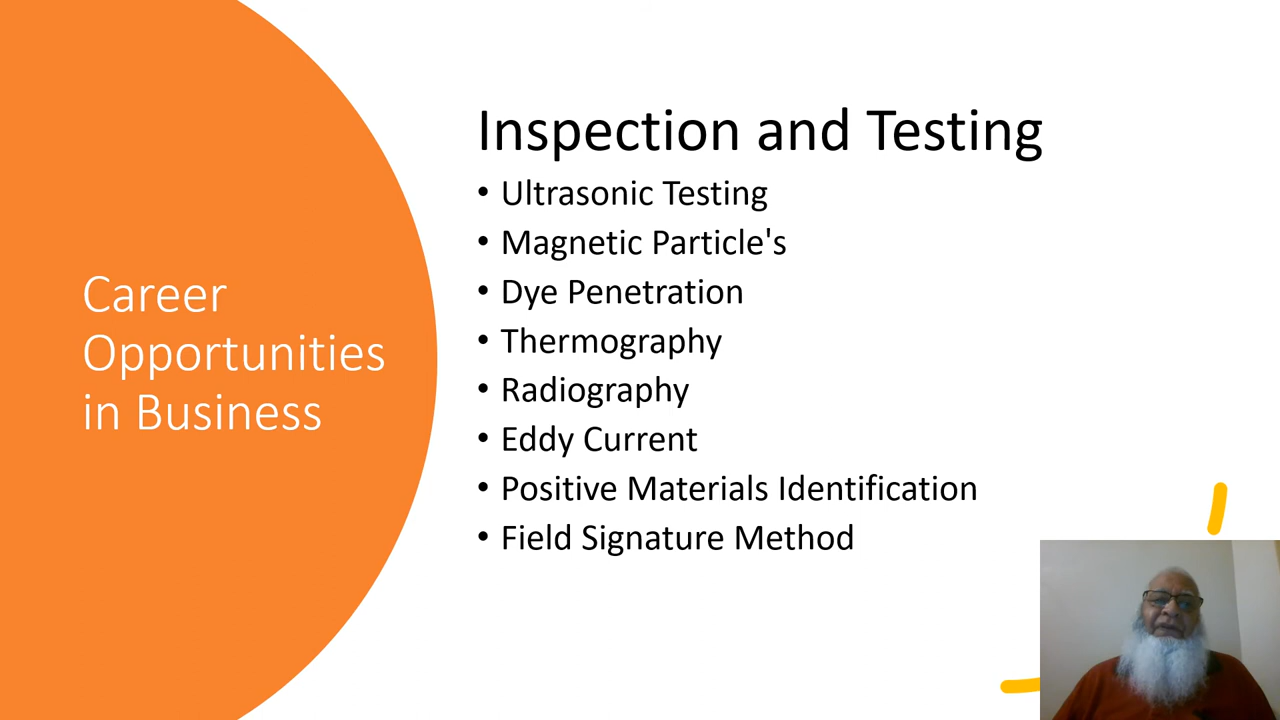 Career
Opportunities
in Business
Inspection and Testing
• Ultrasonic Testing
• Magnetic Particle's
• Dye Penetration
• Thermography
• Radiography
• Eddy Current
• Positive Materials Identification
• Field Signature Method